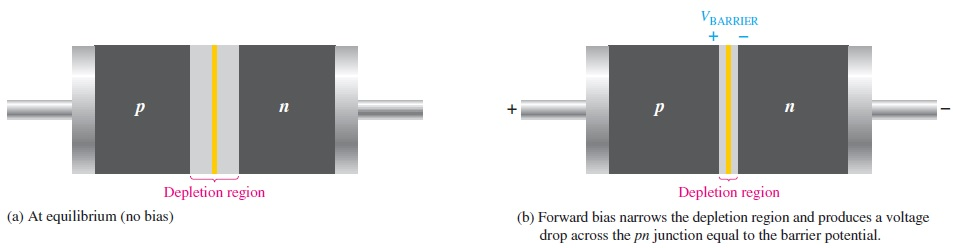 V BARRIER
+ −
p n
Depletion region
(a) At equilibrium (no bias)
+ p n −
Depletion region
(b) Forward bias narrows the depletion region and produces a voltage
drop across the pn junction equal to the barrier potential.